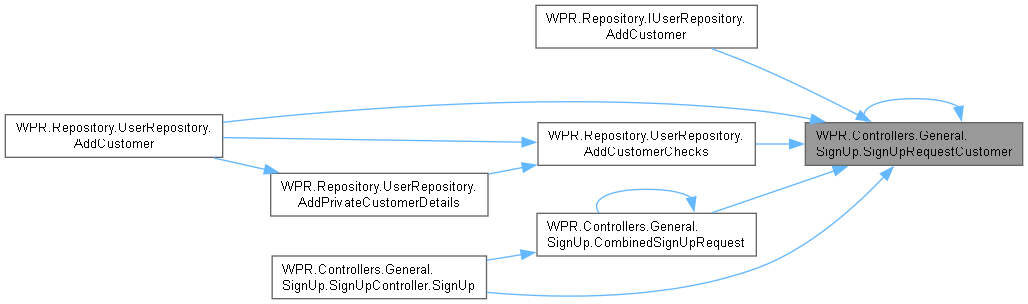 WPR.Repository.IUserRepository.
AddCustomer
WPR.Repository.UserRepository.
AddCustomer
WPR.Repository.UserRepository.
AddCustomerChecks
WPR.Controllers.General.
SignUp.SignUpRequestCustomer
WPR.Repository.UserRepository.
AddPrivateCustomerDetails
WPR.Controllers.General.
SignUp.CombinedSignUpRequest
WPR.Controllers.General.
SignUp.SignUpController.SignUp